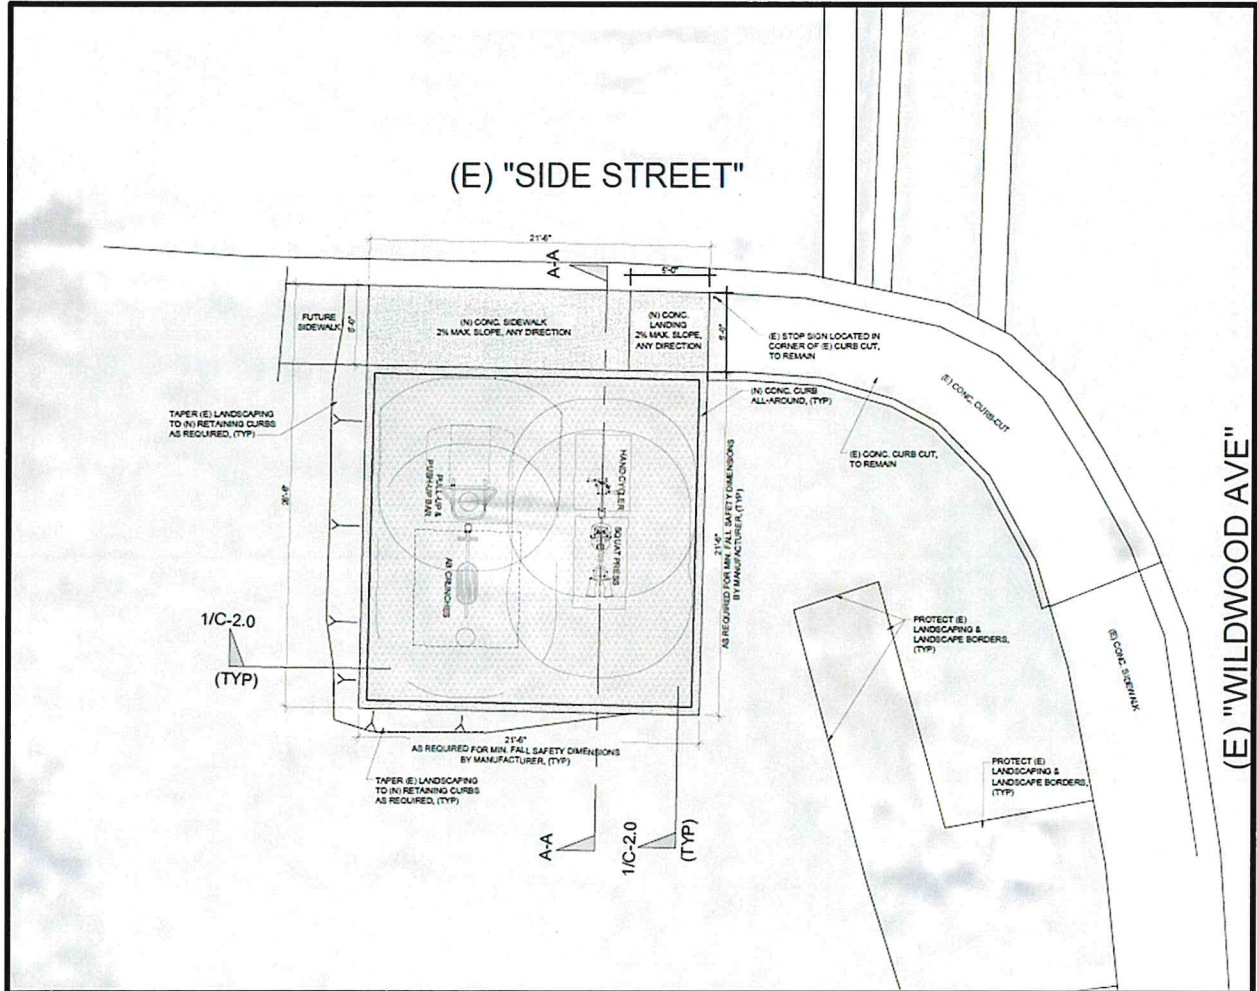 (E) "SIDE STREET"
21'-6"
A-A
5'-0"
FUTURE
SIDEWALK
5'-0"
(N) CONC. SIDEWALK
2% MAX. SLOPE, ANY DIRECTION
(N) CONC.
LANDING
2% MAX. SLOPE,
ANY DIRECTION
5'-0"
(E) STOP SIGN LOCATED IN
CORNER OF (E) CURB CUT,
TO REMAIN
(E) CONC. CURB-CUT
(N) CONC. CURB
ALL-AROUND, (TYP)
TAPER (E) LANDSCAPING
TO (N) RETAINING CURBS
AS REQUIRED, (TYP)
(E) CONC. CURB CUT,
TO REMAIN
(E) "WILDWOOD AVE"
PULL-UP &
PUSH-UP BAR
HAND CYCLER
SQUAT PRESS
AB CRUNCHES
21'-6"
AS REQUIRED FOR MIN. FALL SAFETY DIMENSIONS
BY MANUFACTURER, (TYP)
1/C-2.0
(TYP)
PROTECT (E)
LANDSCAPING &
LANDSCAPE BORDERS,
(TYP)
(E) CONC. SIDEWALK
21'-6"
AS REQUIRED FOR MIN. FALL SAFETY DIMENSIONS
BY MANUFACTURER, (TYP)
TAPER (E) LANDSCAPING
TO (N) RETAINING CURBS
AS REQUIRED, (TYP)
PROTECT (E)
LANDSCAPING &
LANDSCAPE BORDERS,
(TYP)
A-A
1/C-2.0
(TYP)